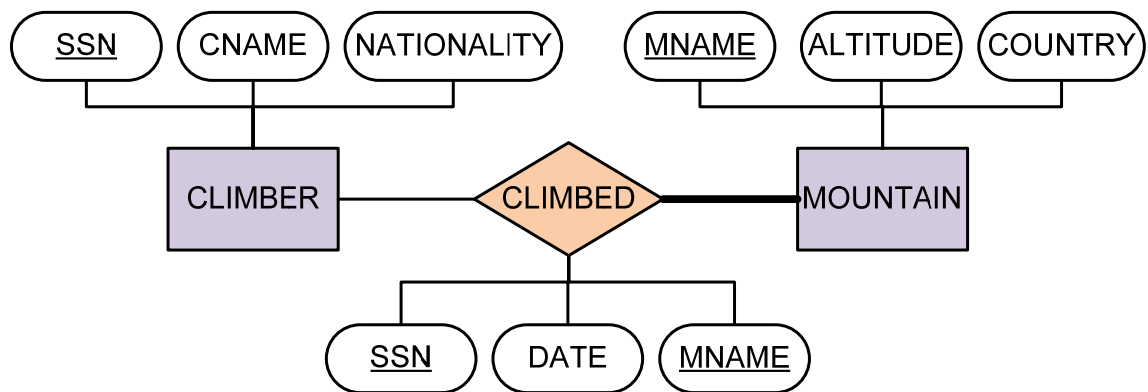 SSN CNAME NATIONALITY MNAME ALTITUDE COUNTRY
CLIMBER CLIMBED MOUNTAIN
SSN DATE MNAME